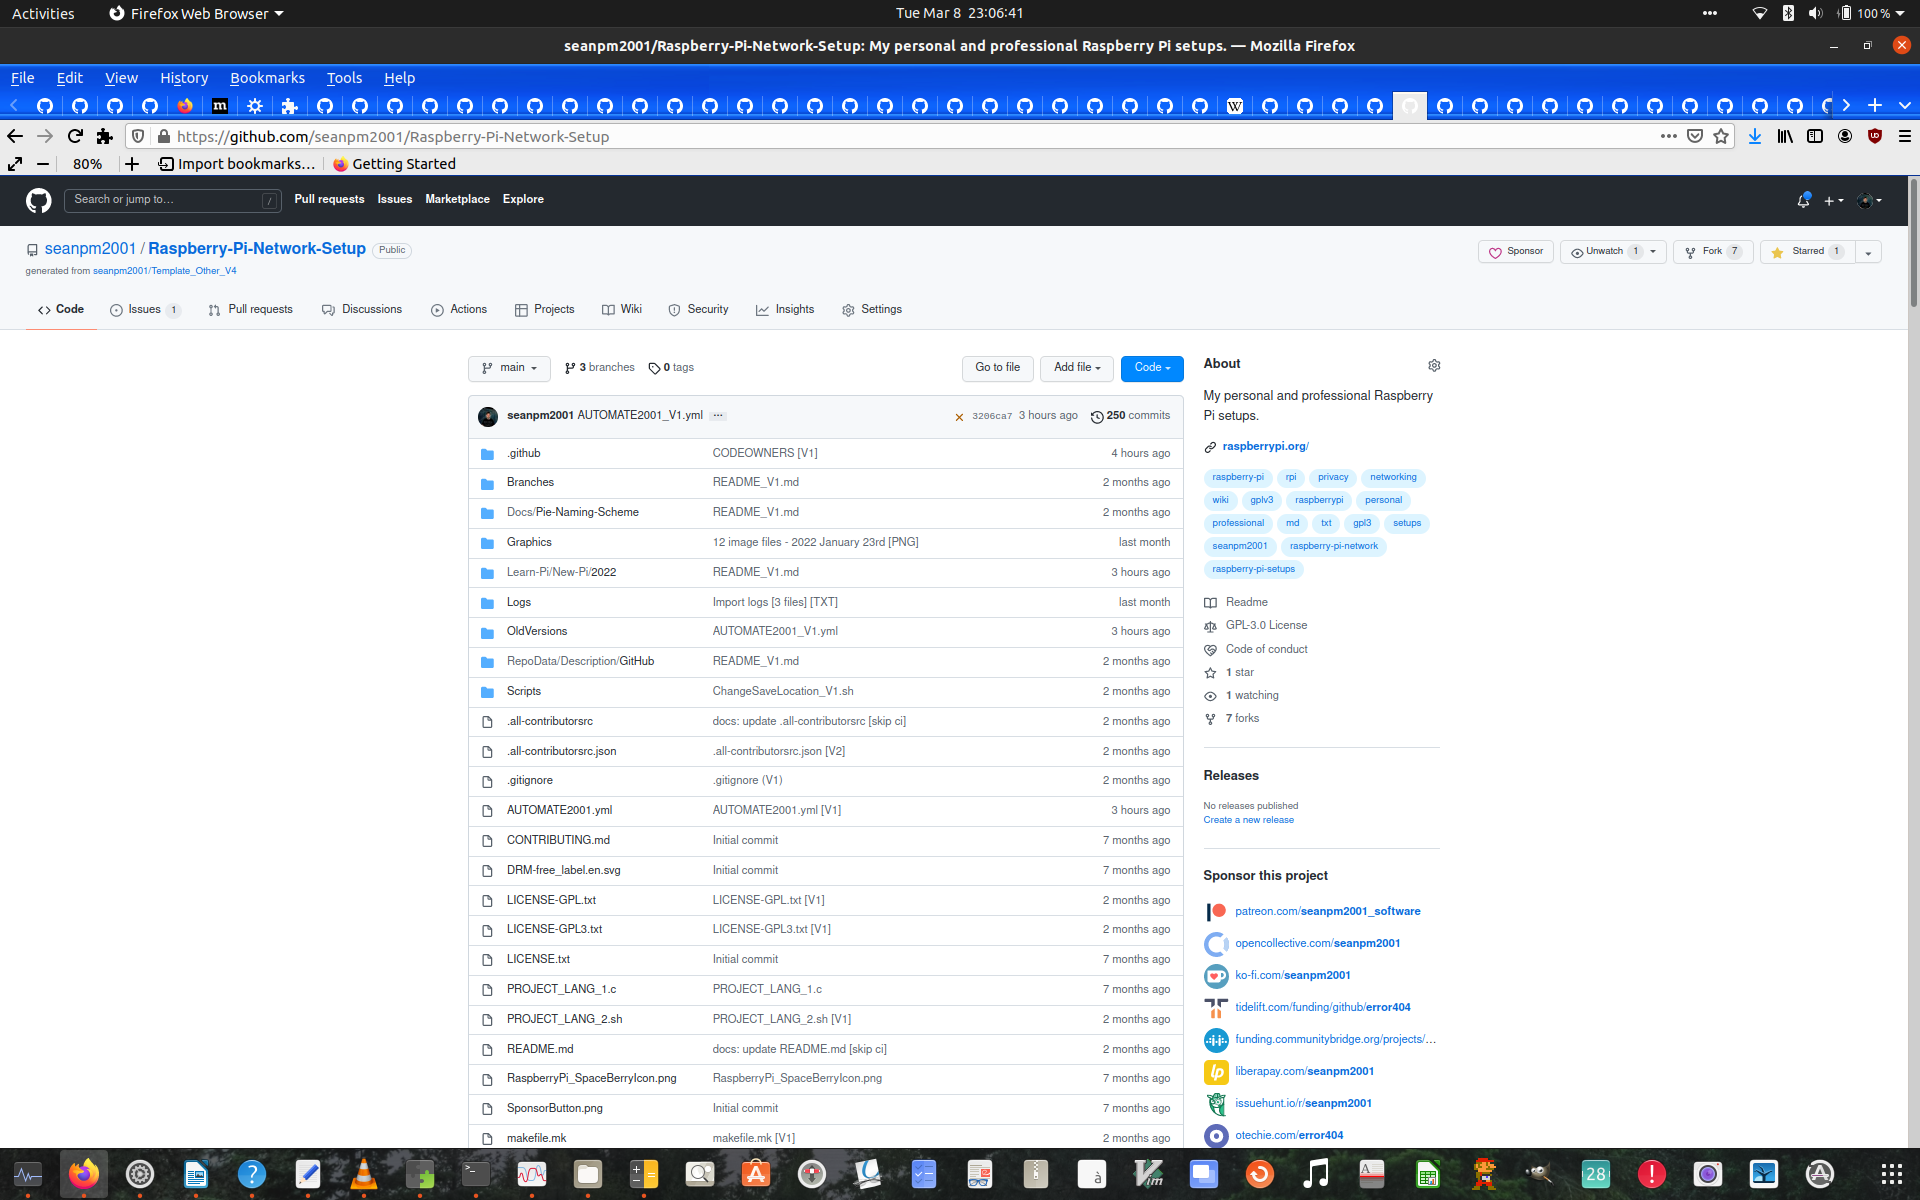 Activities
Firefox Web Browser
Tue Mar 8  23:06:41
100 %
seanpm2001/Raspberry-Pi-Network-Setup: My personal and professional Raspberry Pi setups. — Mozilla Firefox
File Edit View History Bookmarks Tools Help
https://github.com/seanpm2001/Raspberry-Pi-Network-Setup
80% Import bookmarks... Getting Started
Search or jump to... / Pull requests Issues Marketplace Explore
seanpm2001 / Raspberry-Pi-Network-Setup Public
generated from seanpm2001/Template_Other_V4
Sponsor Unwatch 1 Fork 7 Starred 1
Code Issues 1 Pull requests Discussions Actions Projects Wiki Security Insights Settings
main 3 branches 0 tags Go to file Add file Code
seanpm2001 AUTOMATE2001_V1.yml ... 3206ca7 3 hours ago 250 commits
.github CODEOWNERS [V1] 4 hours ago
Branches README_V1.md 2 months ago
Docs/Pie-Naming-Scheme README_V1.md 2 months ago
Graphics 12 image files - 2022 January 23rd [PNG] last month
Learn-Pi/New-Pi/2022 README_V1.md 3 hours ago
Logs Import logs [3 files] [TXT] last month
OldVersions AUTOMATE2001_V1.yml 3 hours ago
RepoData/Description/GitHub README_V1.md 2 months ago
Scripts ChangeSaveLocation_V1.sh 2 months ago
.all-contributorsrc docs: update .all-contributorsrc [skip ci] 2 months ago
.all-contributorsrc.json .all-contributorsrc.json [V2] 2 months ago
.gitignore .gitignore (V1) 2 months ago
AUTOMATE2001.yml AUTOMATE2001.yml [V1] 3 hours ago
CONTRIBUTING.md Initial commit 7 months ago
DRM-free_label.en.svg Initial commit 7 months ago
LICENSE-GPL.txt LICENSE-GPL.txt [V1] 2 months ago
LICENSE-GPL3.txt LICENSE-GPL3.txt [V1] 2 months ago
LICENSE.txt Initial commit 7 months ago
PROJECT_LANG_1.c PROJECT_LANG_1.c 7 months ago
PROJECT_LANG_2.sh PROJECT_LANG_2.sh [V1] 2 months ago
README.md docs: update README.md [skip ci] 2 months ago
RaspberryPi_SpaceBerryIcon.png RaspberryPi_SpaceBerryIcon.png 7 months ago
SponsorButton.png Initial commit 7 months ago
makefile.mk makefile.mk [V1] 2 months ago
About
My personal and professional Raspberry
Pi setups.
raspberrypi.org/
raspberry-pi rpi privacy networking
wiki gplv3 raspberrypi personal
professional md txt gpl3 setups
seanpm2001 raspberry-pi-network
raspberry-pi-setups
Readme
GPL-3.0 License
Code of conduct
1 star
1 watching
7 forks
Releases
No releases published
Create a new release
Sponsor this project
patreon.com/seanpm2001_software
opencollective.com/seanpm2001
ko-fi.com/seanpm2001
tidelift.com/funding/github/error404
funding.communitybridge.org/projects/...
liberapay.com/seanpm2001
issuehunt.io/r/seanpm2001
otechie.com/error404
28